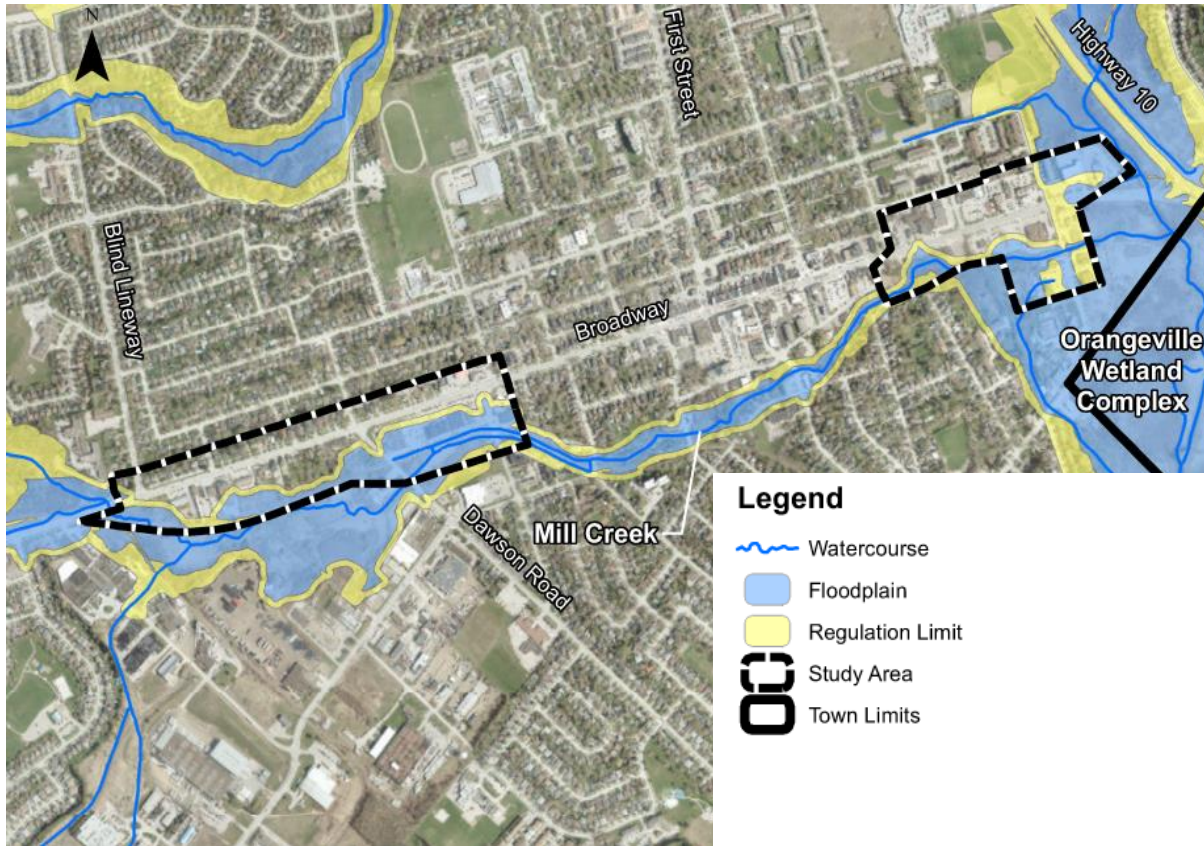 N
First Street
Highway 10
Blind Lineway
Broadway
Orangeville
Wetland
Complex
Mill Creek
Dawson Road
Legend
Watercourse
Floodplain
Regulation Limit
Study Area
Town Limits